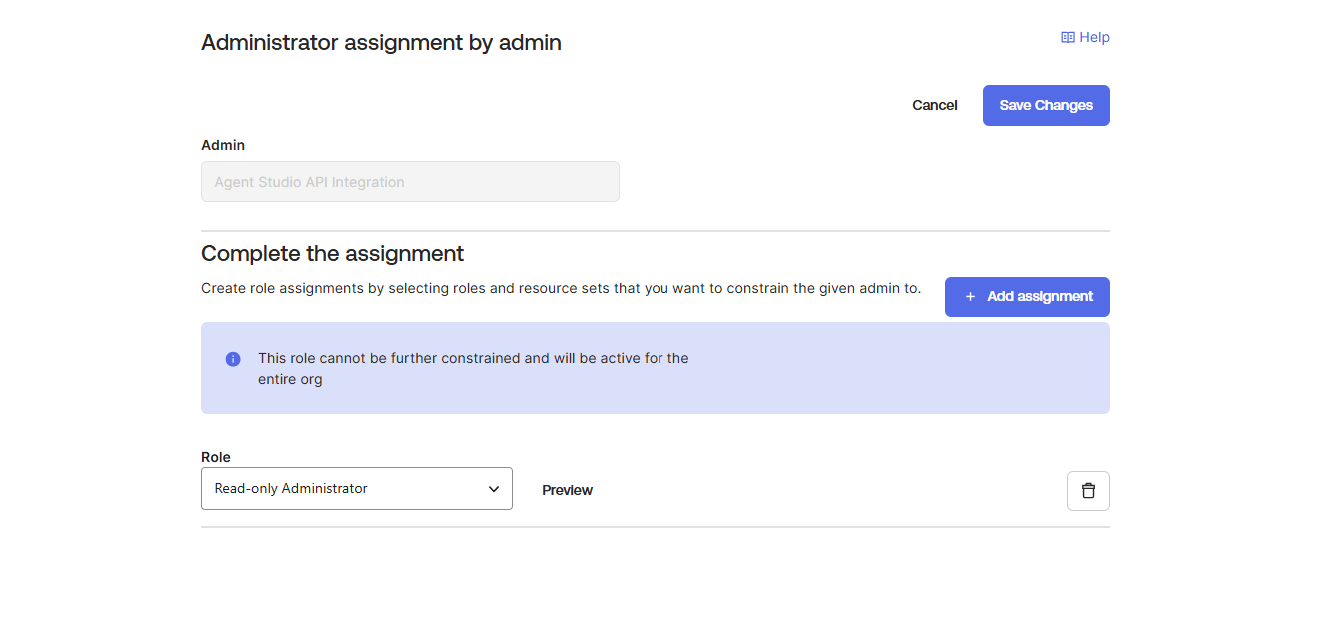 Administrator assignment by admin
Help
Cancel
Save Changes
Admin
Agent Studio API Integration
Complete the assignment
Create role assignments by selecting roles and resource sets that you want to constrain the given admin to.
+ Add assignment
This role cannot be further constrained and will be active for the
entire org
Role
Read-only Administrator
Preview